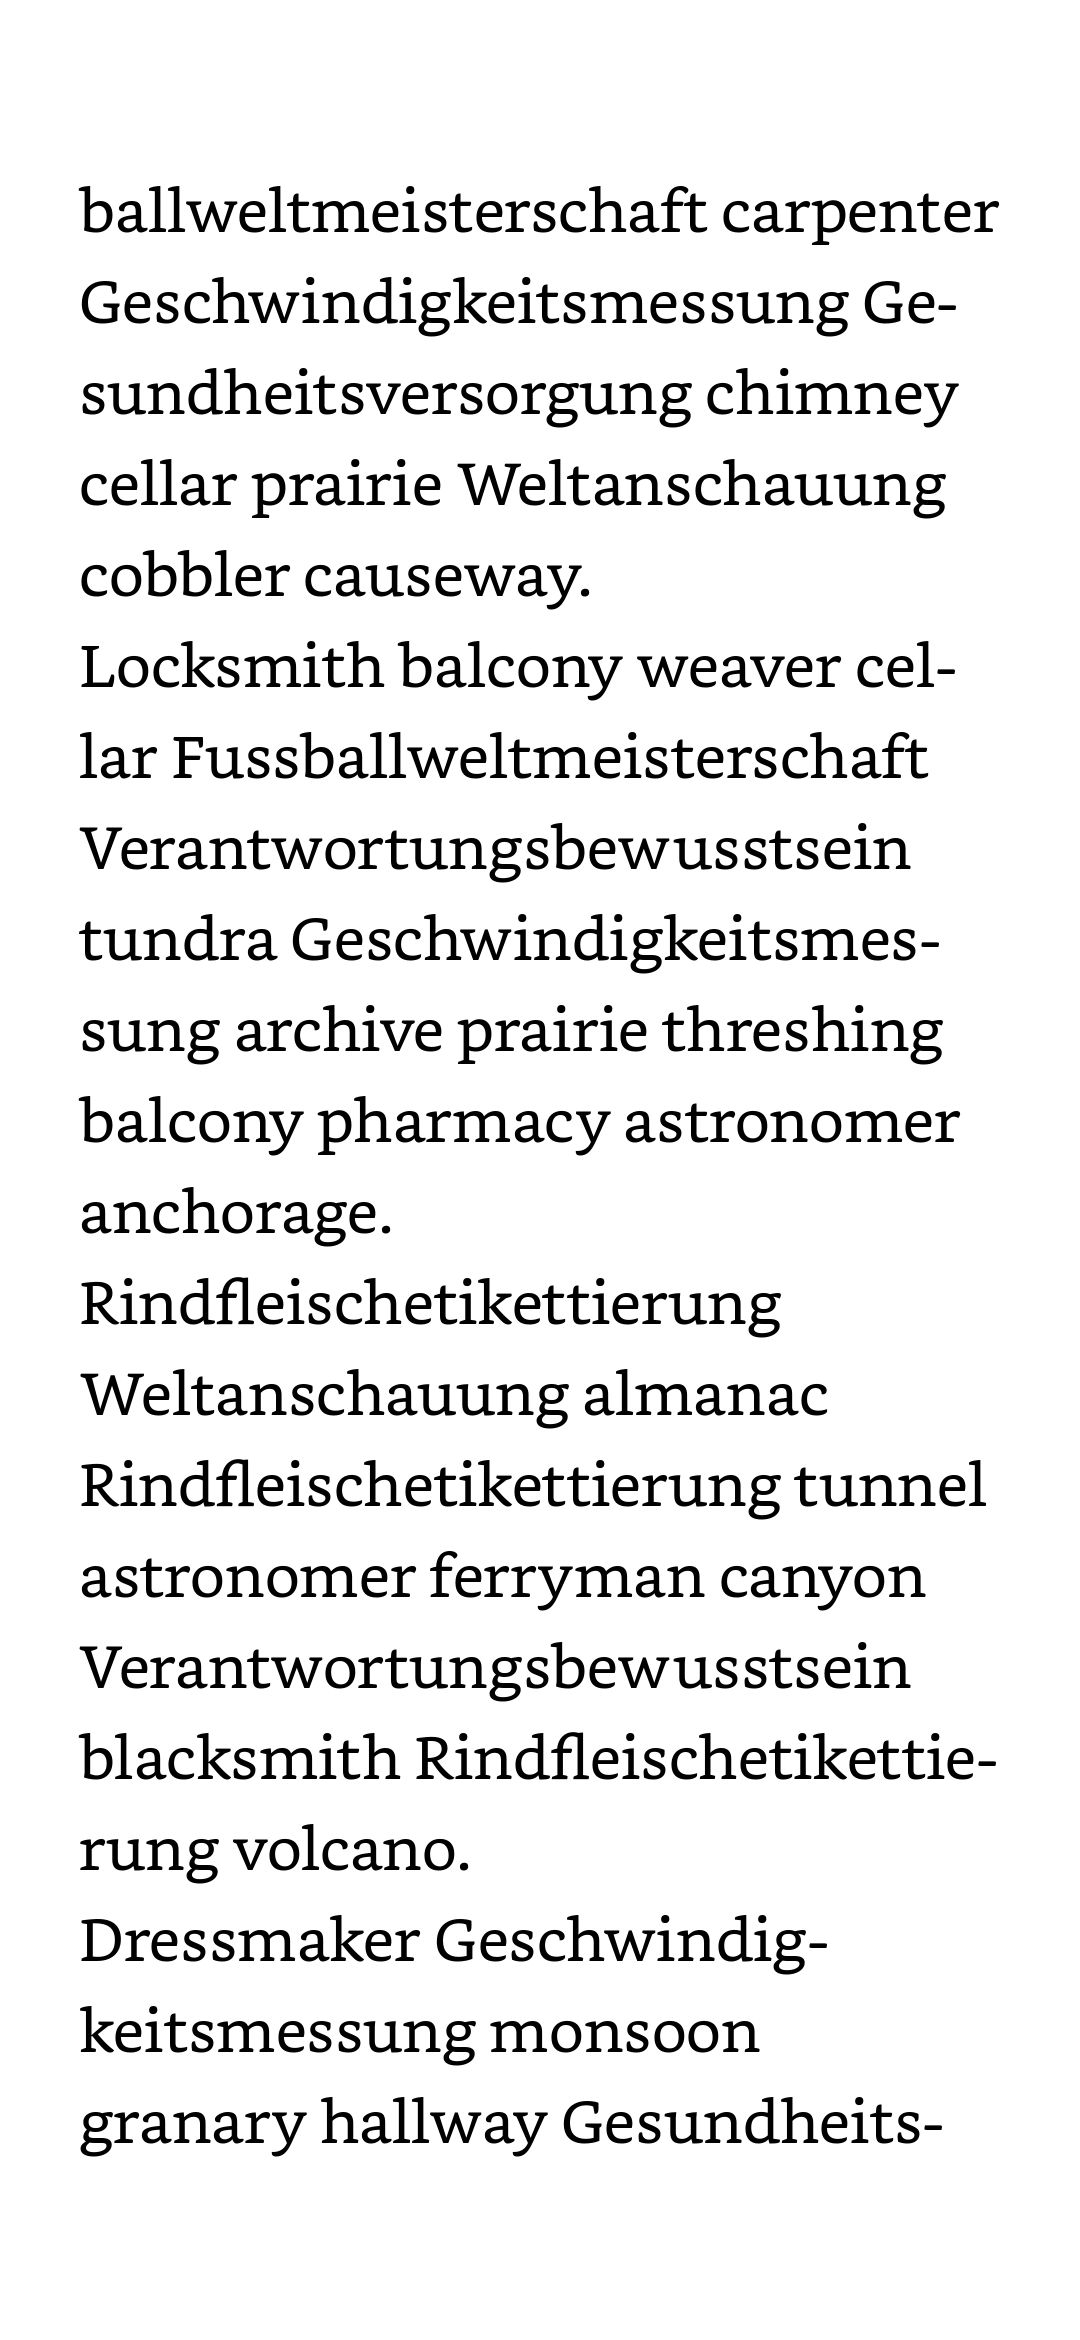 ballweltmeisterschaft carpenter
Geschwindigkeitsmessung Ge-
sundheitsversorgung chimney
cellar prairie Weltanschauung
cobbler causeway.
Locksmith balcony weaver cel-
lar Fussballweltmeisterschaft
Verantwortungsbewusstsein
tundra Geschwindigkeitsmes-
sung archive prairie threshing
balcony pharmacy astronomer
anchorage.
Rindfleischetikettierung
Weltanschauung almanac
Rindfleischetikettierung tunnel
astronomer ferryman canyon
Verantwortungsbewusstsein
blacksmith Rindfleischetikettie-
rung volcano.
Dressmaker Geschwindig-
keitsmessung monsoon
granary hallway Gesundheits-